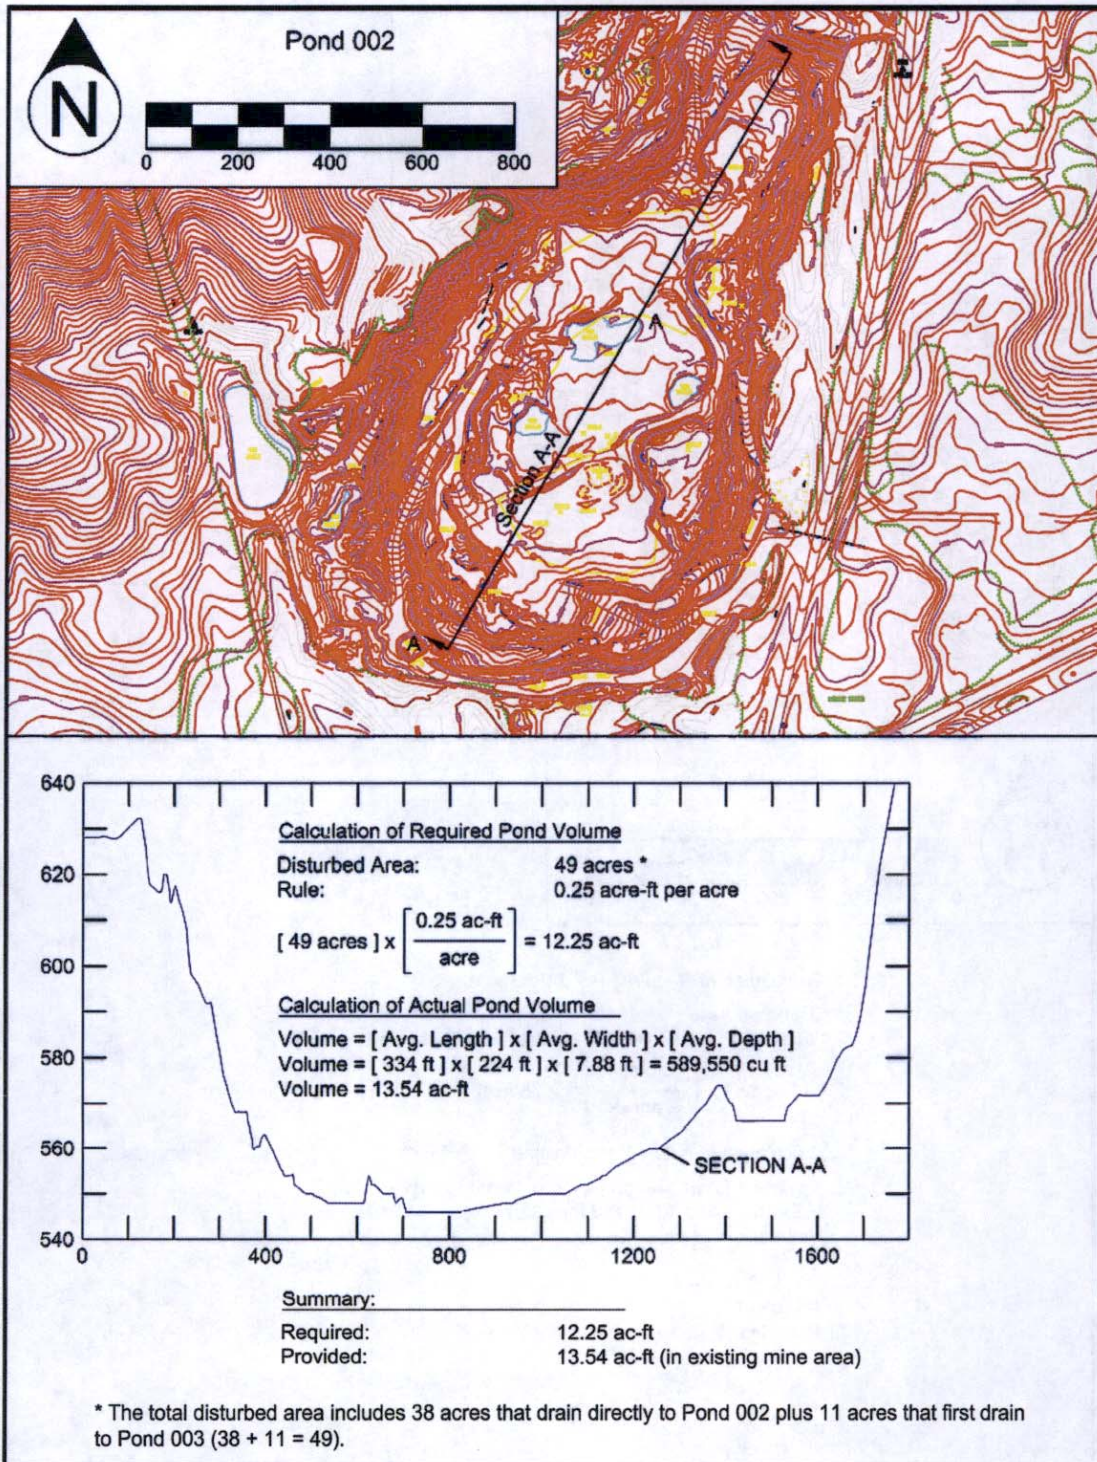 Pond 002
N
0 200 400 600 800
A
Section A-A
A
640
620
600
580
560
540
0 400 800 1200 1600
Calculation of Required Pond Volume
Disturbed Area: 49 acres *
Rule: 0.25 acre-ft per acre
[ 49 acres ] x [ 0.25 ac-ft / acre ] = 12.25 ac-ft
Calculation of Actual Pond Volume
Volume = [ Avg. Length ] x [ Avg. Width ] x [ Avg. Depth ]
Volume = [ 334 ft ] x [ 224 ft ] x [ 7.88 ft ] = 589,550 cu ft
Volume = 13.54 ac-ft
SECTION A-A
Summary:
Required: 12.25 ac-ft
Provided: 13.54 ac-ft (in existing mine area)
* The total disturbed area includes 38 acres that drain directly to Pond 002 plus 11 acres that first drain
to Pond 003 (38 + 11 = 49).